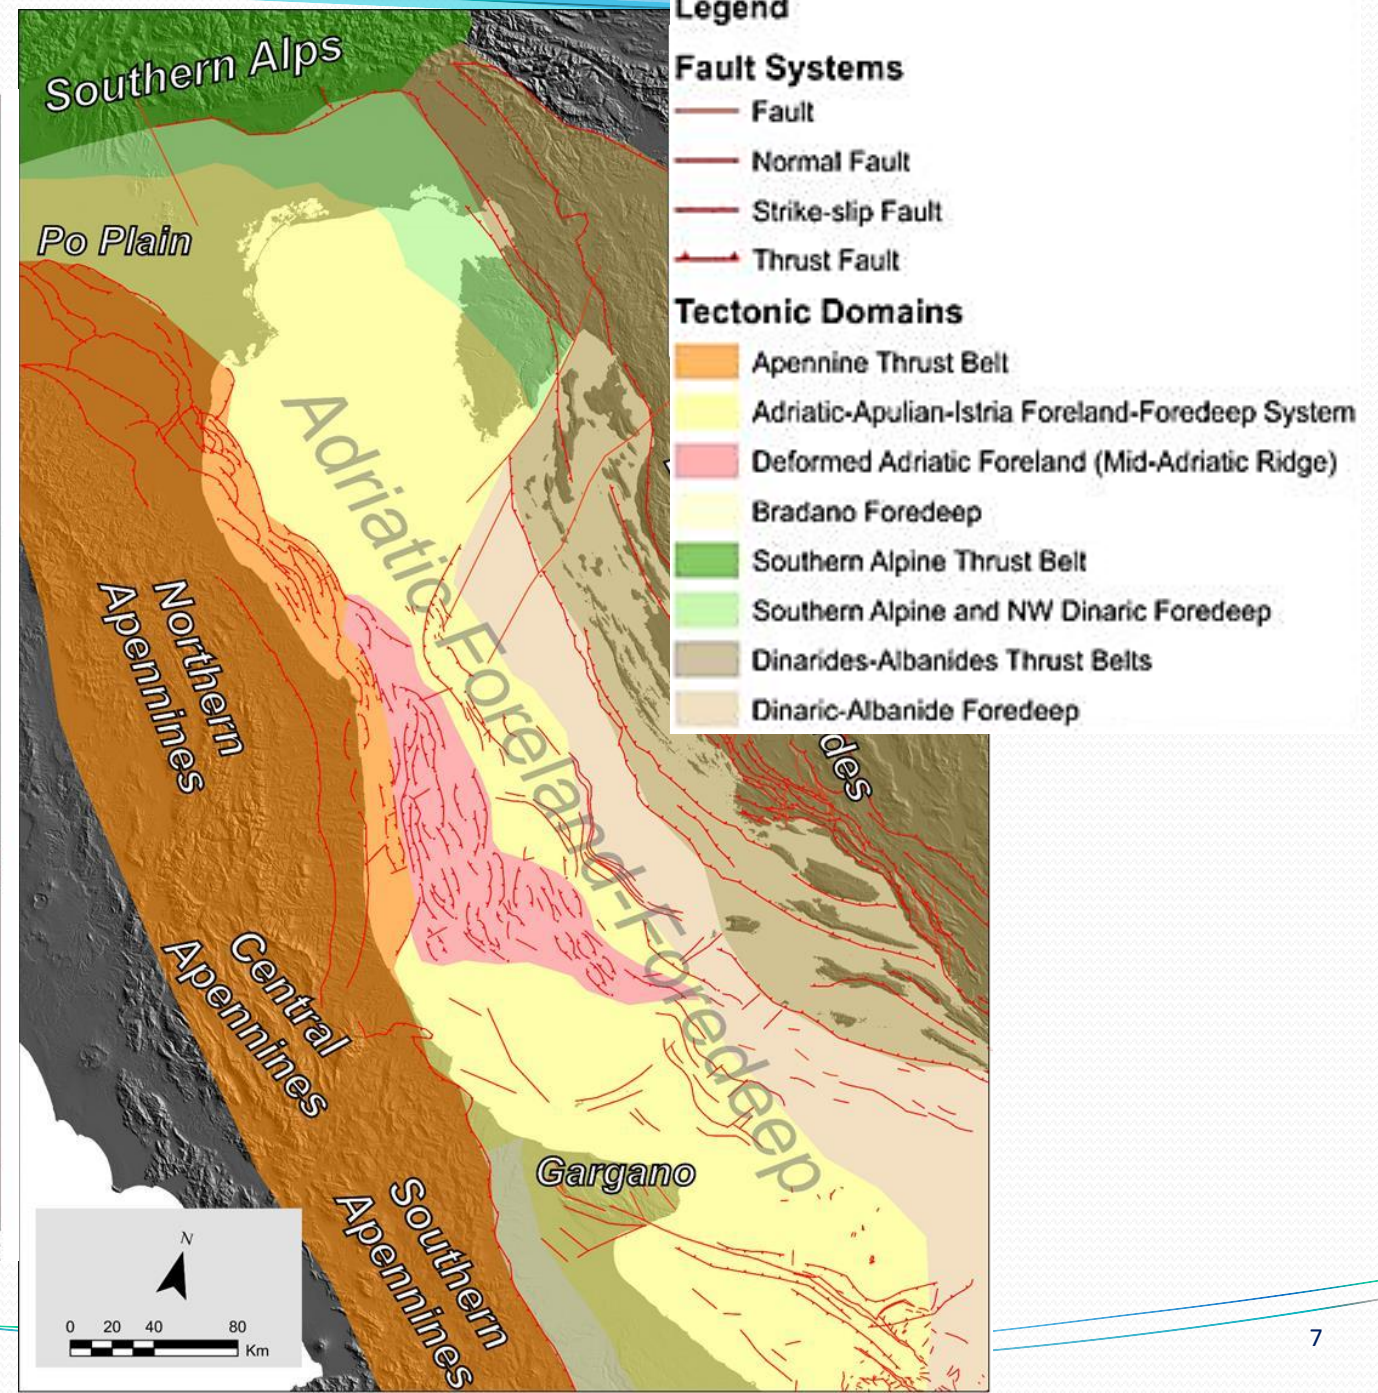 Southern Alps
Po Plain
Adriatic Foreland-Foredeep
Northern
Apennines
Central
Apennines
Southern
Apennines
Gargano
des
N
0 20 40 80
Km
Legend
Fault Systems
Fault
Normal Fault
Strike-slip Fault
Thrust Fault
Tectonic Domains
Apennine Thrust Belt
Adriatic-Apulian-Istria Foreland-Foredeep System
Deformed Adriatic Foreland (Mid-Adriatic Ridge)
Bradano Foredeep
Southern Alpine Thrust Belt
Southern Alpine and NW Dinaric Foredeep
Dinarides-Albanides Thrust Belts
Dinaric-Albanide Foredeep
7